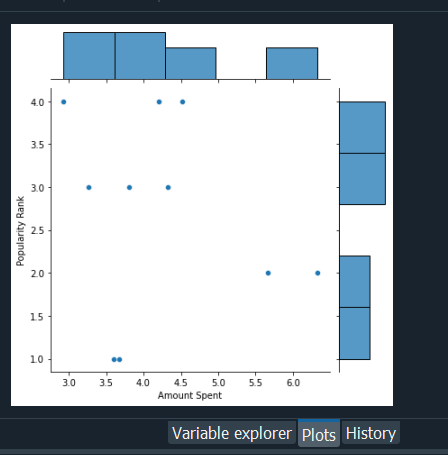 4.0
3.5
3.0
2.5
2.0
1.5
1.0
Popularity Rank
3.0 3.5 4.0 4.5 5.0 5.5 6.0
Amount Spent
Variable explorer Plots History